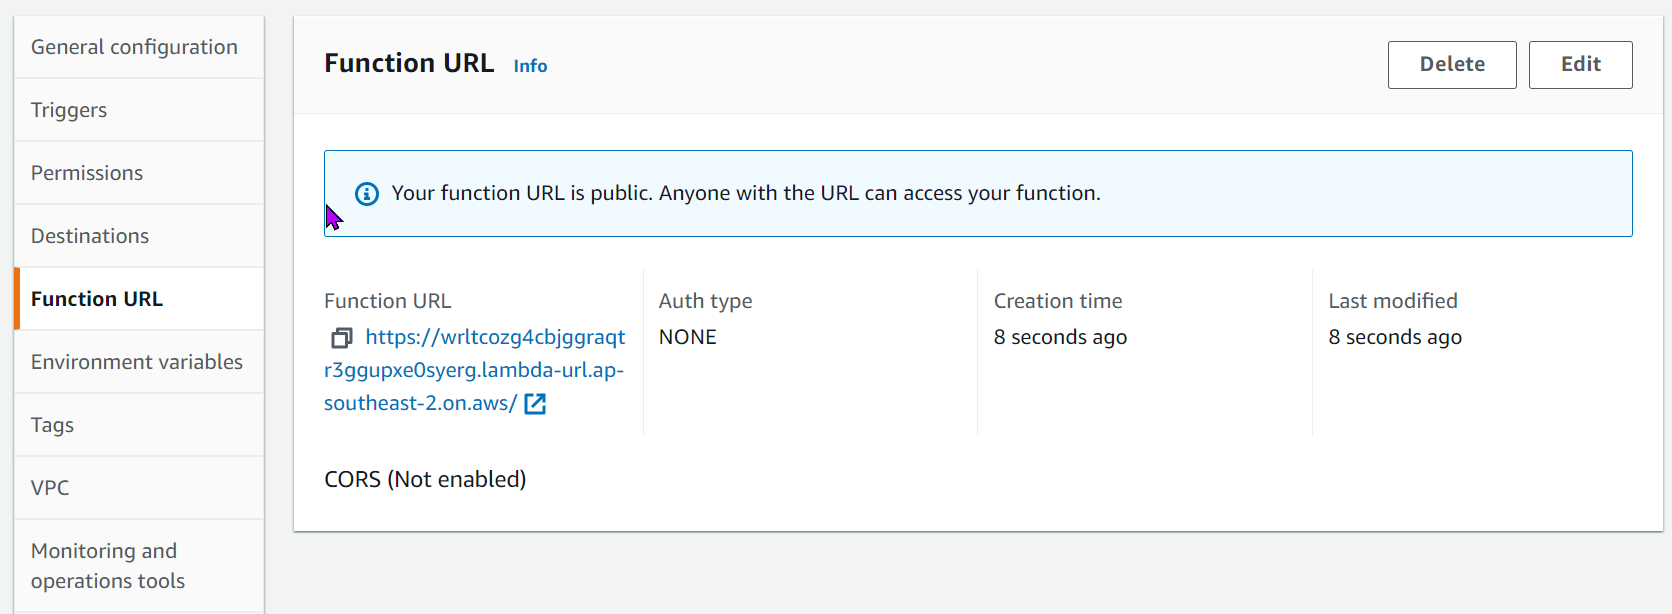 General configuration
Triggers
Permissions
Destinations
Function URL
Environment variables
Tags
VPC
Monitoring and
operations tools
Function URL Info
Delete
Edit
Your function URL is public. Anyone with the URL can access your function.
Function URL
https://wrltcozg4cbjggraqt
r3ggupxe0syerg.lambda-url.ap-
southeast-2.on.aws/
Auth type
NONE
Creation time
8 seconds ago
Last modified
8 seconds ago
CORS (Not enabled)